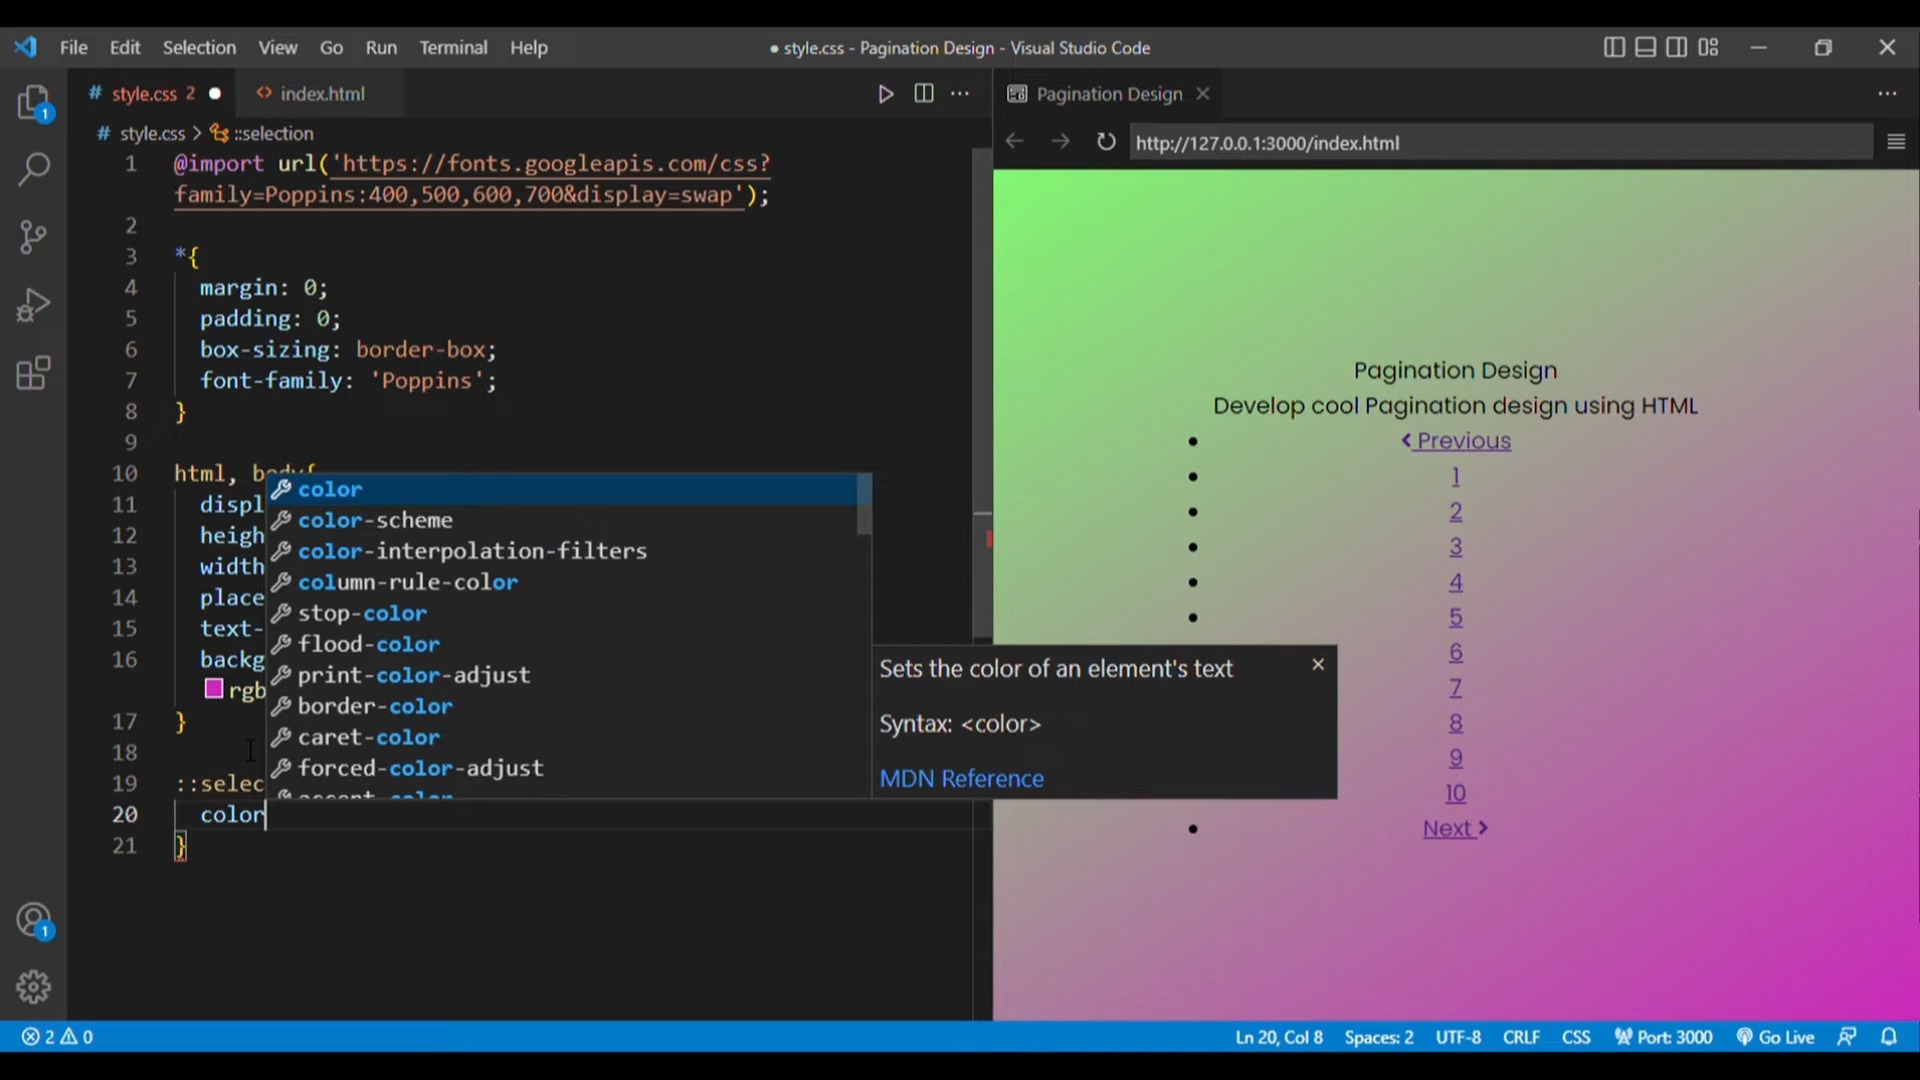 File Edit Selection View Go Run Terminal Help
● style.css - Pagination Design - Visual Studio Code
# style.css 2 ●
<> index.html
Pagination Design
1
# style.css > ::selection
http://127.0.0.1:3000/index.html
1 @import url('https://fonts.googleapis.com/css?
family=Poppins:400,500,600,700&display=swap');
2
3 *{
4 margin: 0;
5 padding: 0;
6 box-sizing: border-box;
7 font-family: 'Poppins';
8 }
9
10 html, body{
11 displ
12 heigh
13 width
14 place
15 text-
16 backg
rgb
17 }
18
19 ::selec
20 color
21 }
color
color-scheme
color-interpolation-filters
column-rule-color
stop-color
flood-color
print-color-adjust
border-color
caret-color
forced-color-adjust
Sets the color of an element's text
Syntax: <color>
MDN Reference
Pagination Design
Develop cool Pagination design using HTML
Previous
1
2
3
4
5
6
7
8
9
10
Next
1
2 0
Ln 20, Col 8 Spaces: 2 UTF-8 CRLF CSS Port: 3000 Go Live